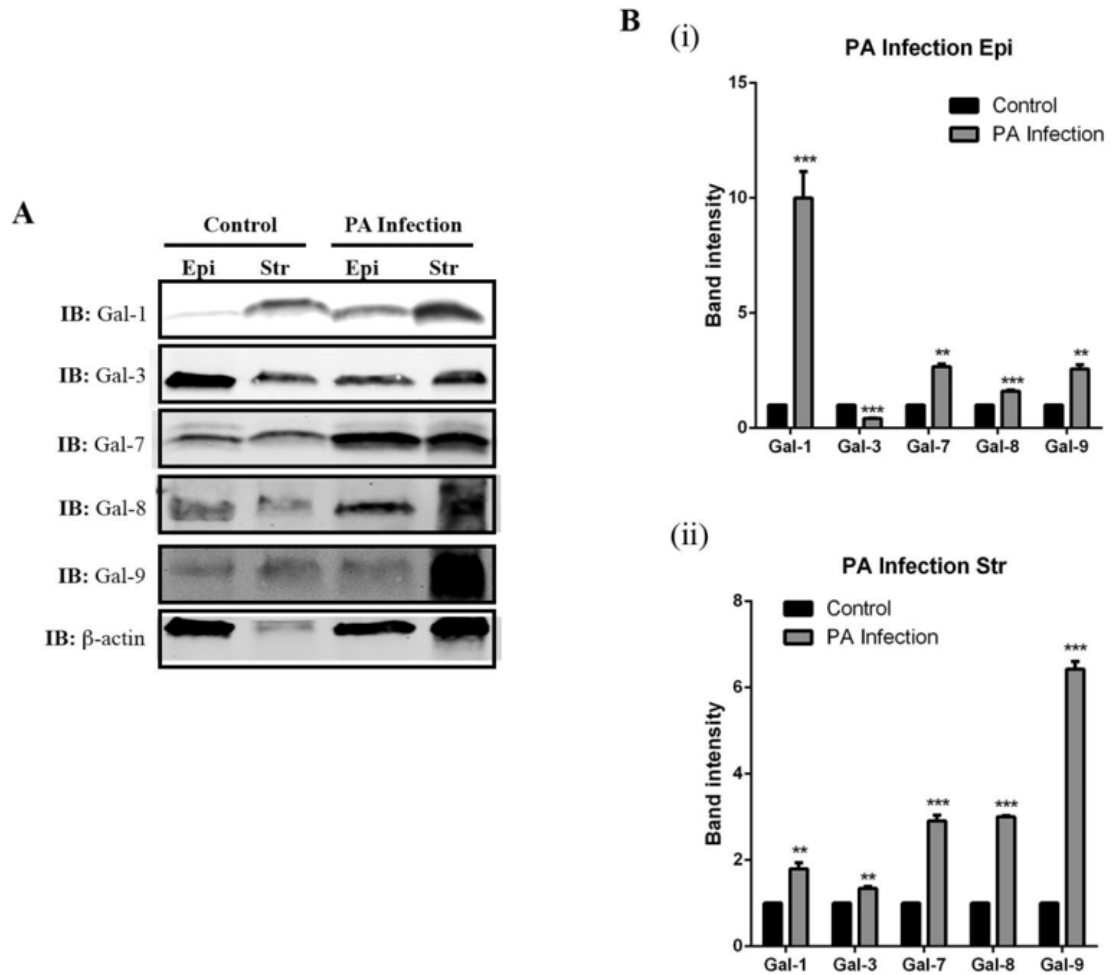 A
Control PA Infection
Epi Str Epi Str
IB: Gal-1
IB: Gal-3
IB: Gal-7
IB: Gal-8
IB: Gal-9
IB: β-actin
B
(i)
PA Infection Epi
Control
PA Infection
Band intensity
15
10
5
0
***
***
**
***
**
Gal-1 Gal-3 Gal-7 Gal-8 Gal-9
(ii)
PA Infection Str
Control
PA Infection
Band intensity
8
6
4
2
0
**
**
***
***
***
Gal-1 Gal-3 Gal-7 Gal-8 Gal-9